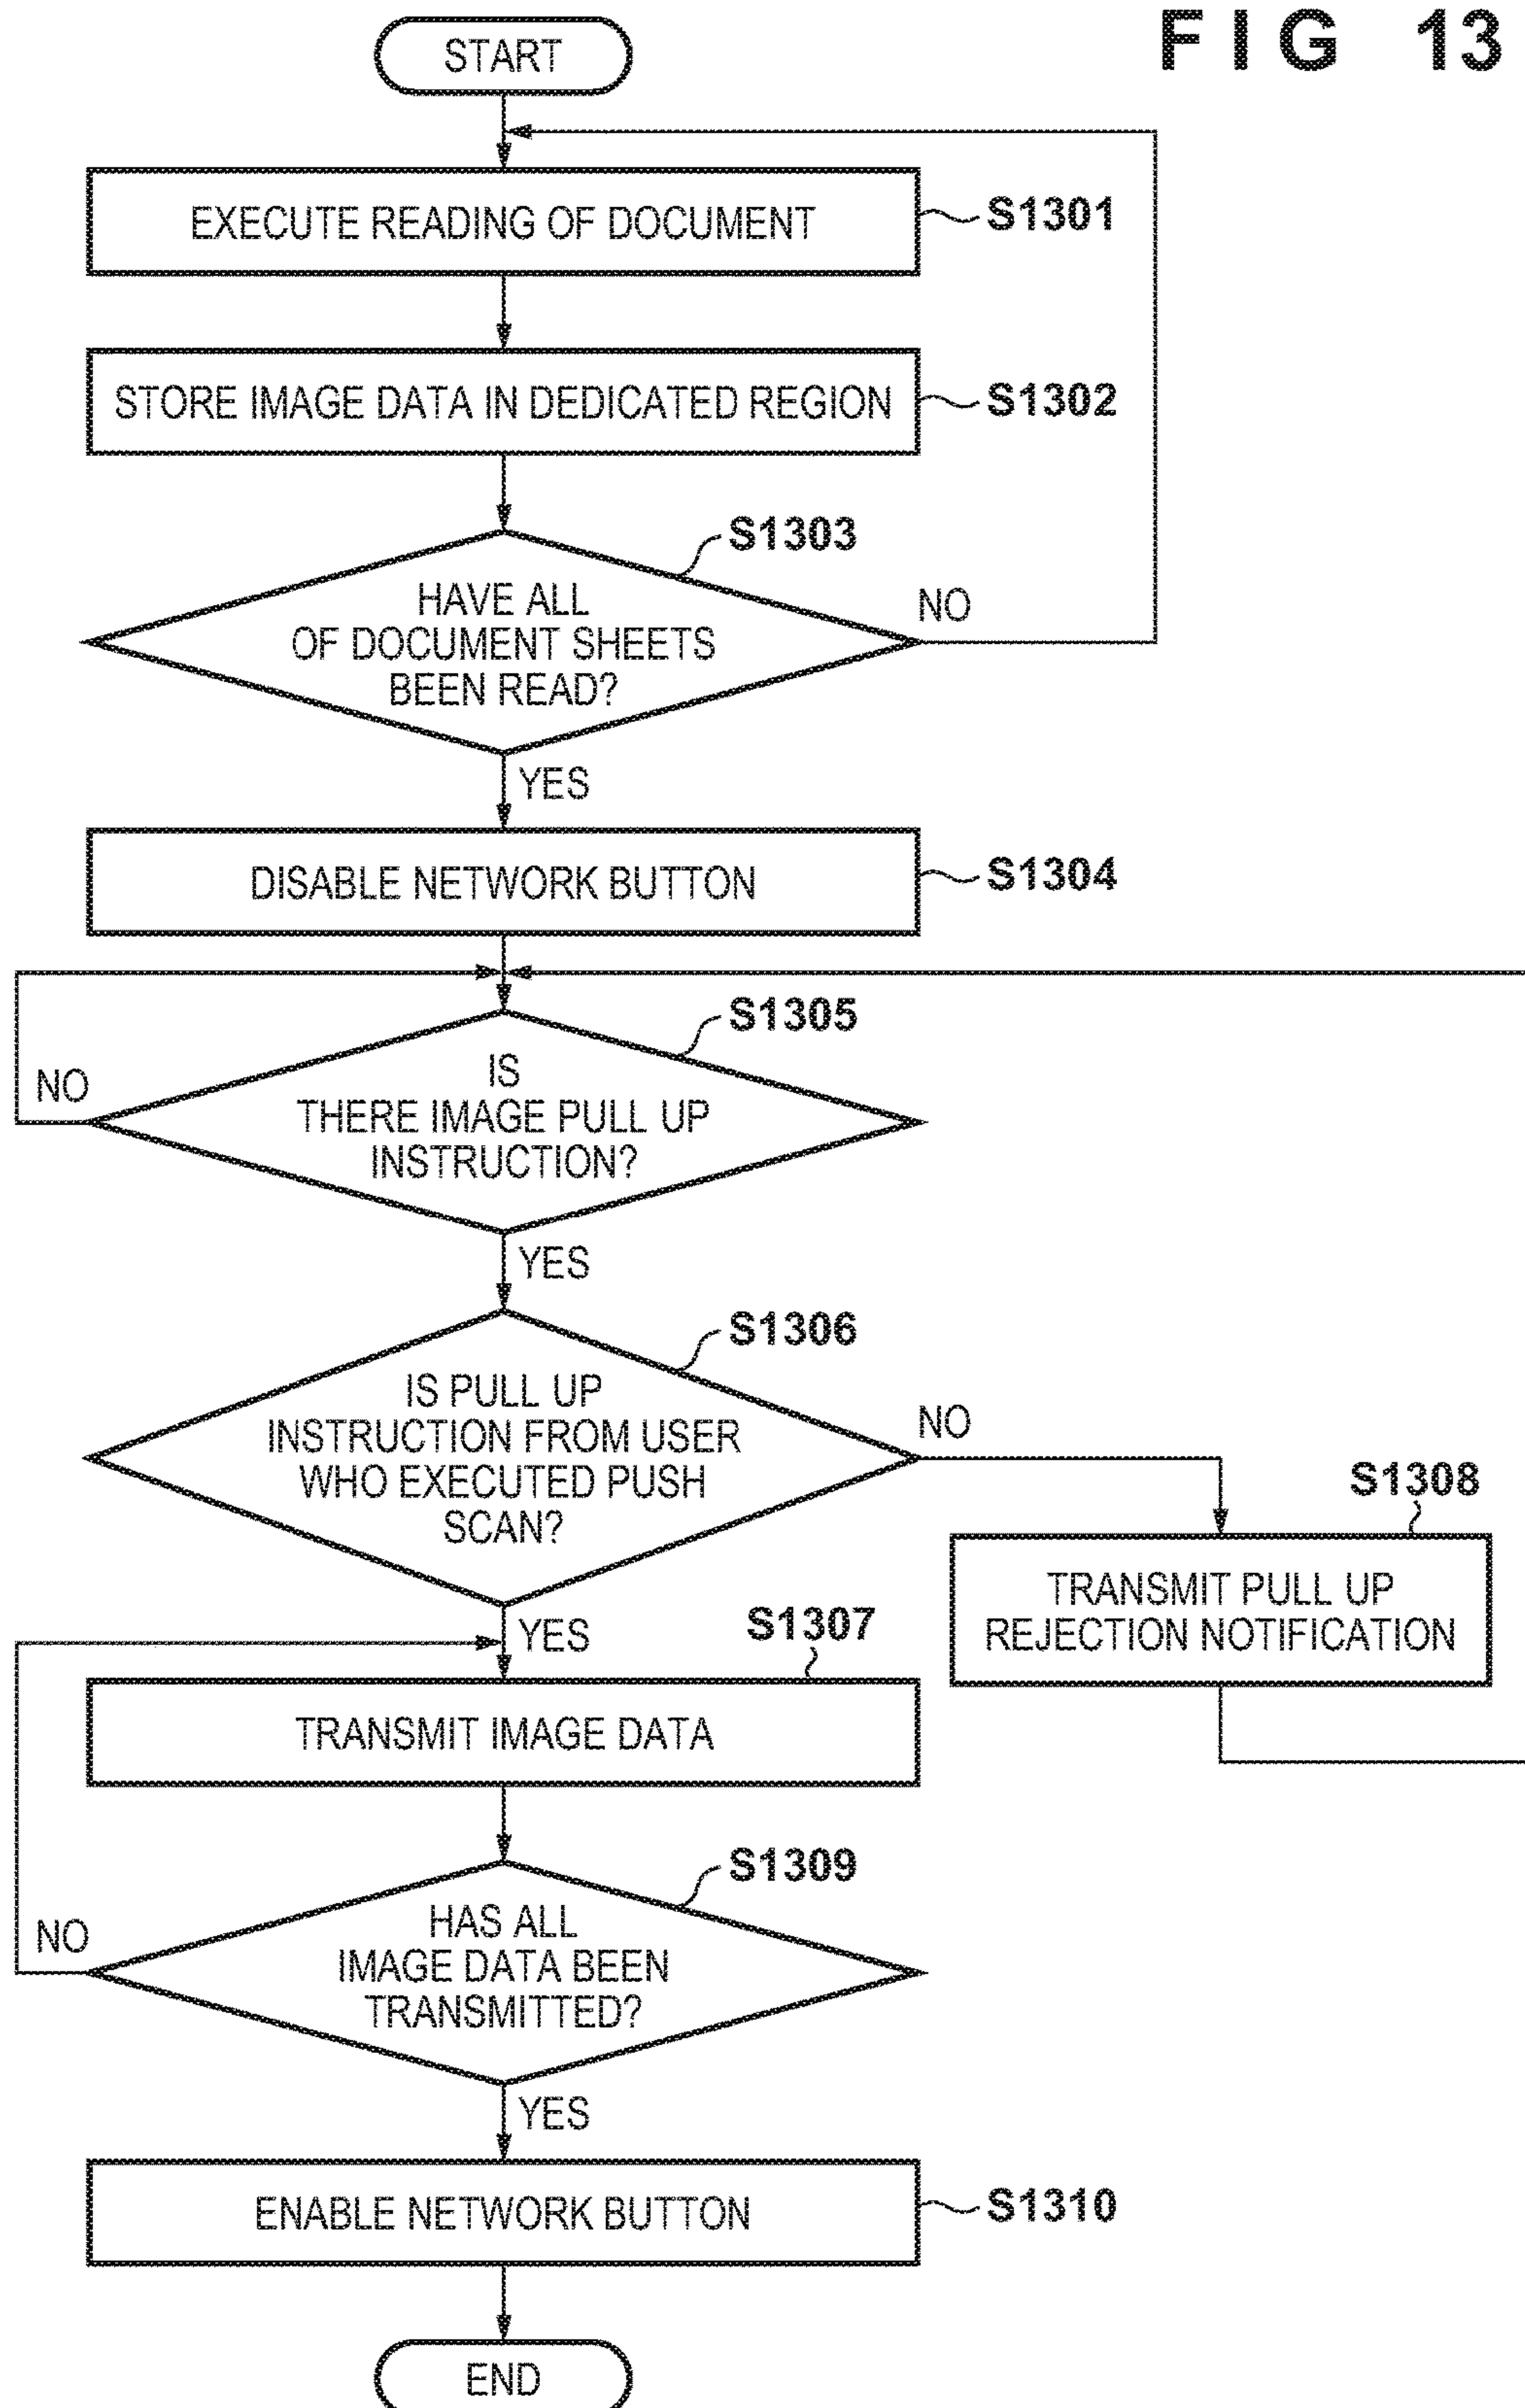 FIG 13
START
EXECUTE READING OF DOCUMENT
S1301
STORE IMAGE DATA IN DEDICATED REGION
S1302
S1303
HAVE ALL
OF DOCUMENT SHEETS
BEEN READ?
NO
YES
DISABLE NETWORK BUTTON
S1304
S1305
IS
THERE IMAGE PULL UP
INSTRUCTION?
NO
YES
S1306
IS PULL UP
INSTRUCTION FROM USER
WHO EXECUTED PUSH
SCAN?
NO
YES
S1308
TRANSMIT PULL UP
REJECTION NOTIFICATION
S1307
TRANSMIT IMAGE DATA
S1309
HAS ALL
IMAGE DATA BEEN
TRANSMITTED?
NO
YES
ENABLE NETWORK BUTTON
S1310
END